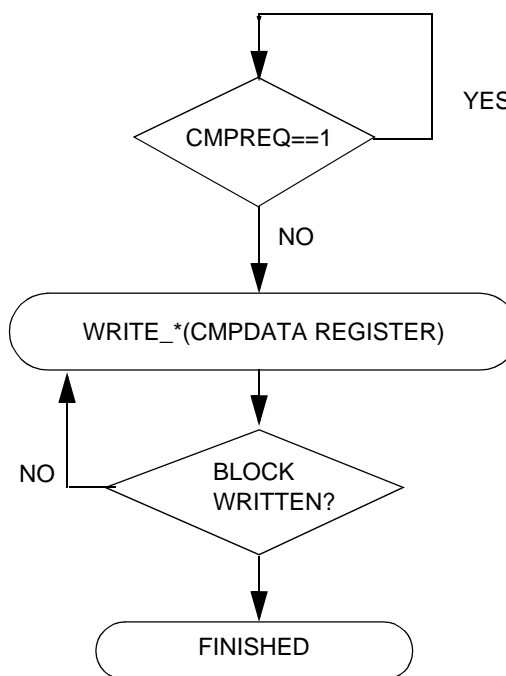 YES
CMPREQ==1
NO
WRITE_*(CMPDATA REGISTER)
NO
BLOCK
WRITTEN?
FINISHED